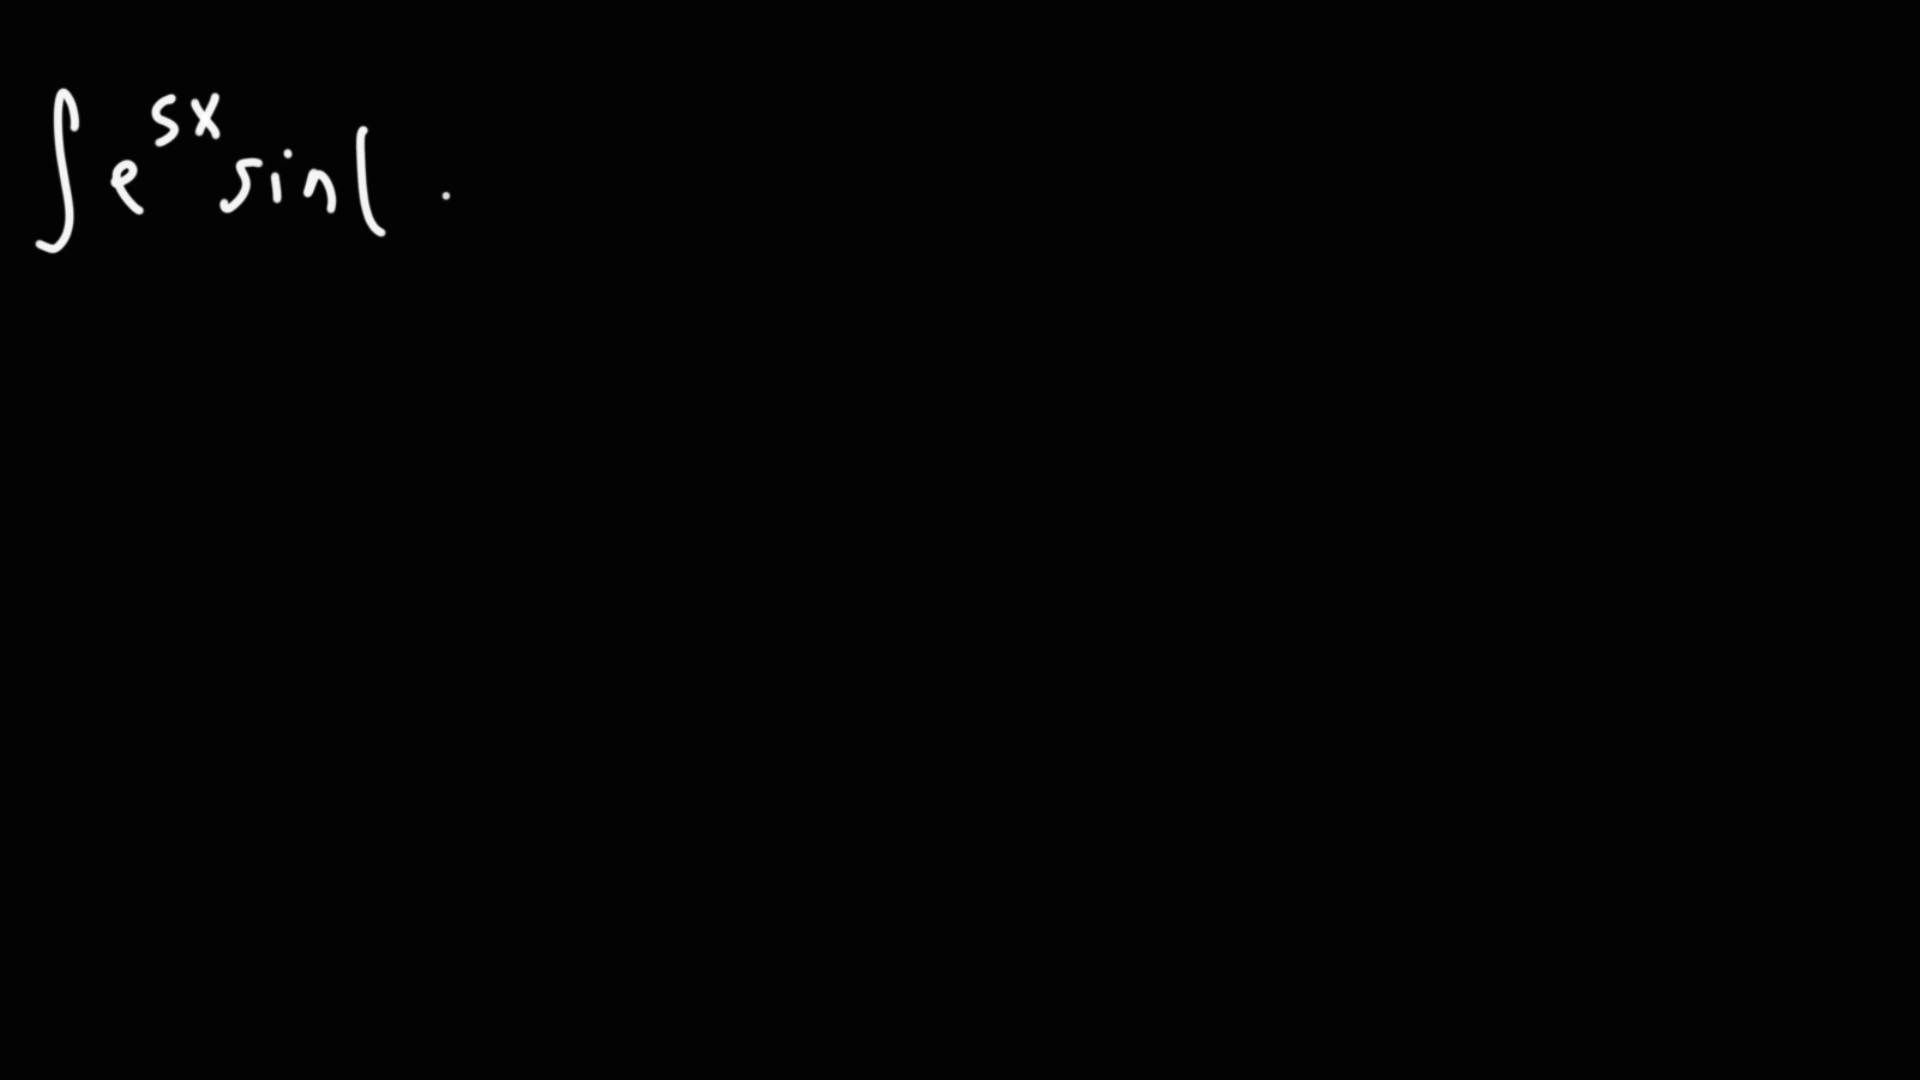 ∫ e^{5x} sin( .